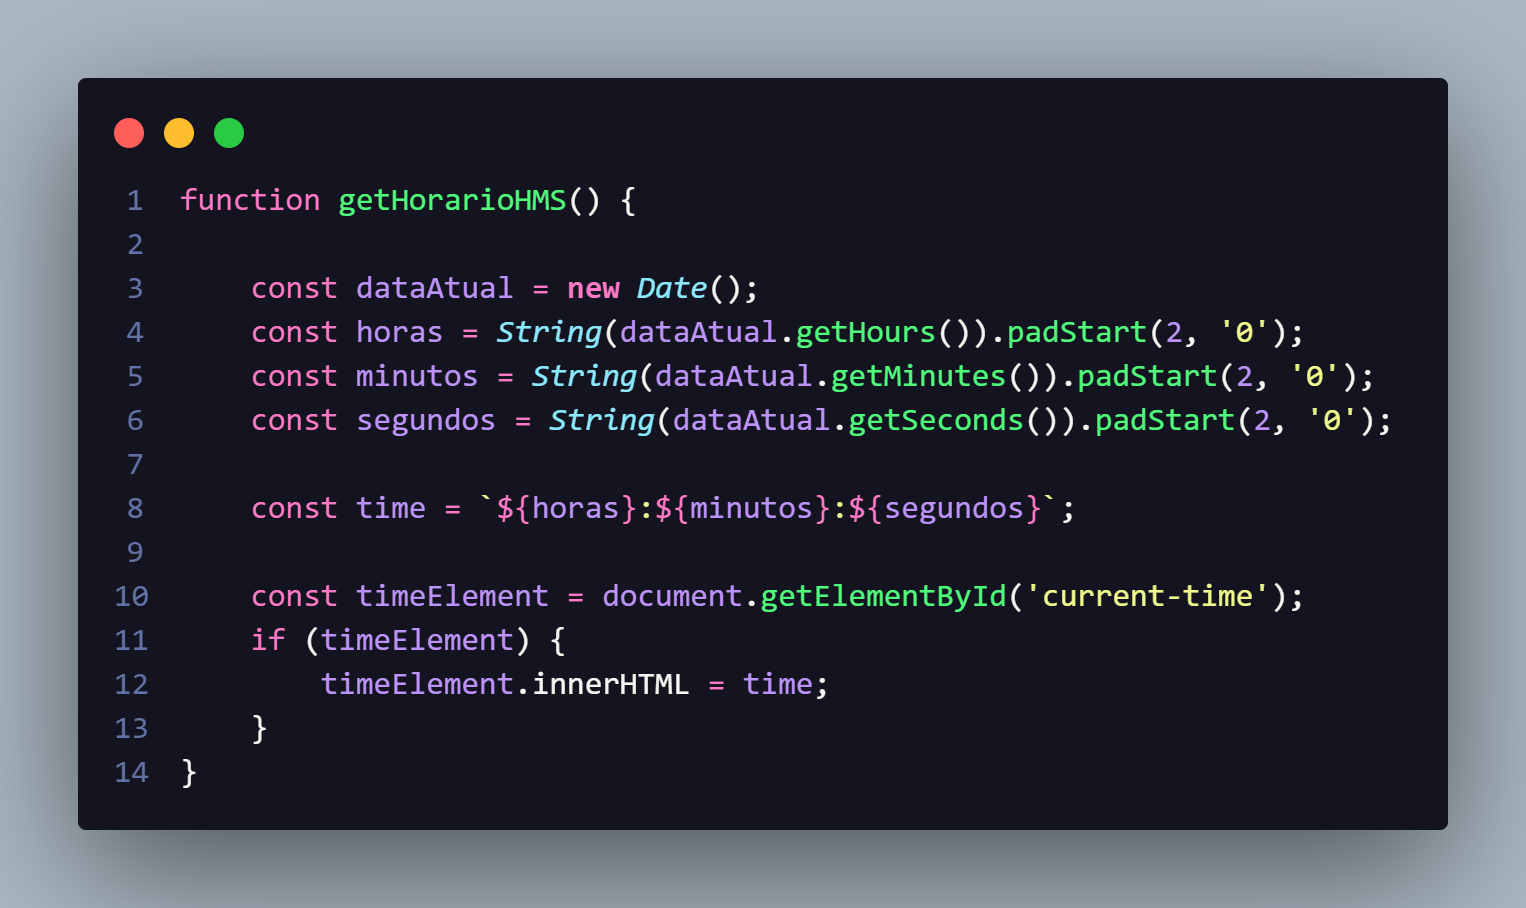 1 function getHorarioHMS() {
2
3     const dataAtual = new Date();
4     const horas = String(dataAtual.getHours()).padStart(2, '0');
5     const minutos = String(dataAtual.getMinutes()).padStart(2, '0');
6     const segundos = String(dataAtual.getSeconds()).padStart(2, '0');
7
8     const time = `${horas}:${minutos}:${segundos}`;
9
10     const timeElement = document.getElementById('current-time');
11     if (timeElement) {
12         timeElement.innerHTML = time;
13     }
14 }